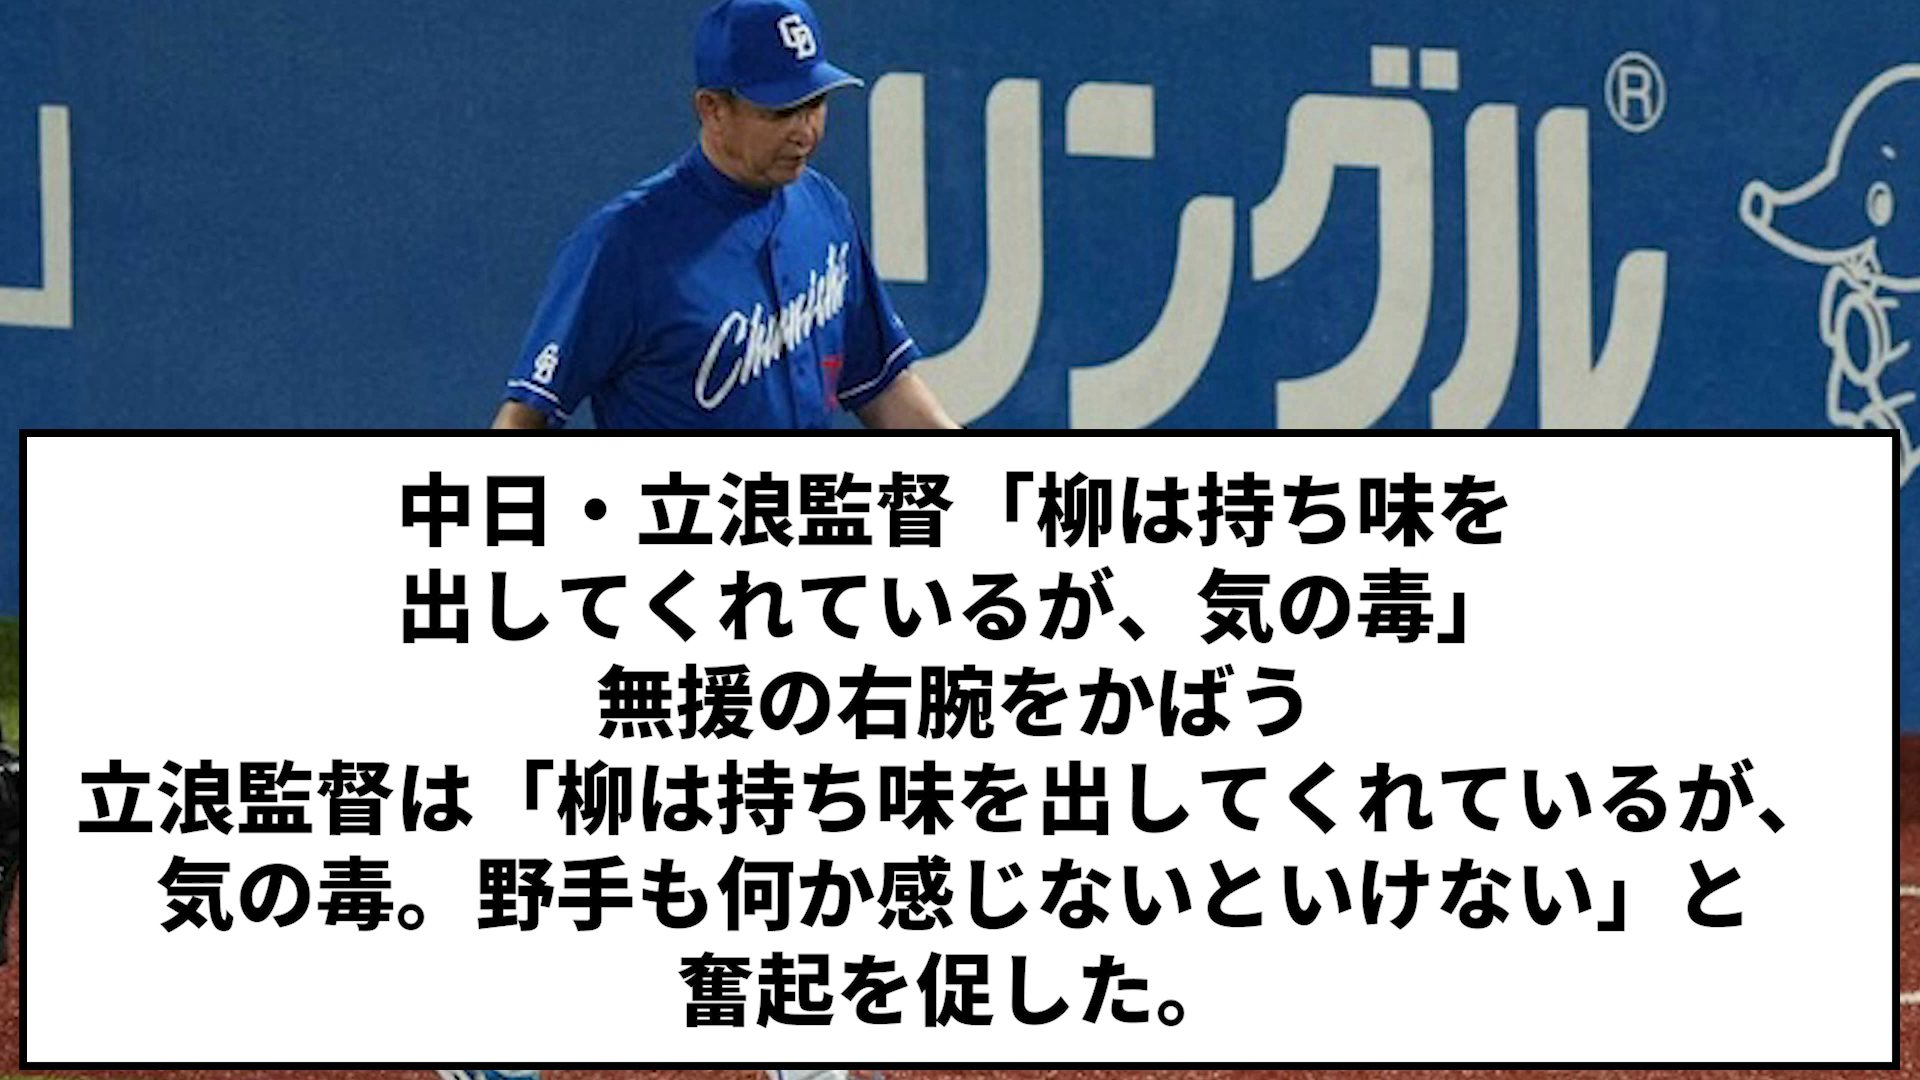 CD
リングル®
Chunichi
CD
中日・立浪監督「柳は持ち味を
出してくれているが、気の毒」
無援の右腕をかばう
立浪監督は「柳は持ち味を出してくれているが、
気の毒。野手も何か感じないといけない」と
奮起を促した。